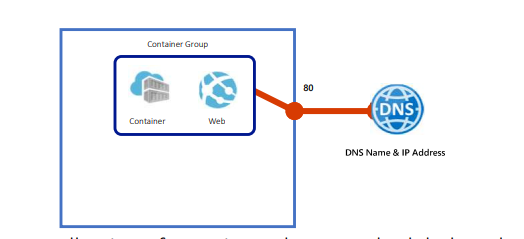 Container Group
Container
Web
80
DNS
DNS Name & IP Address